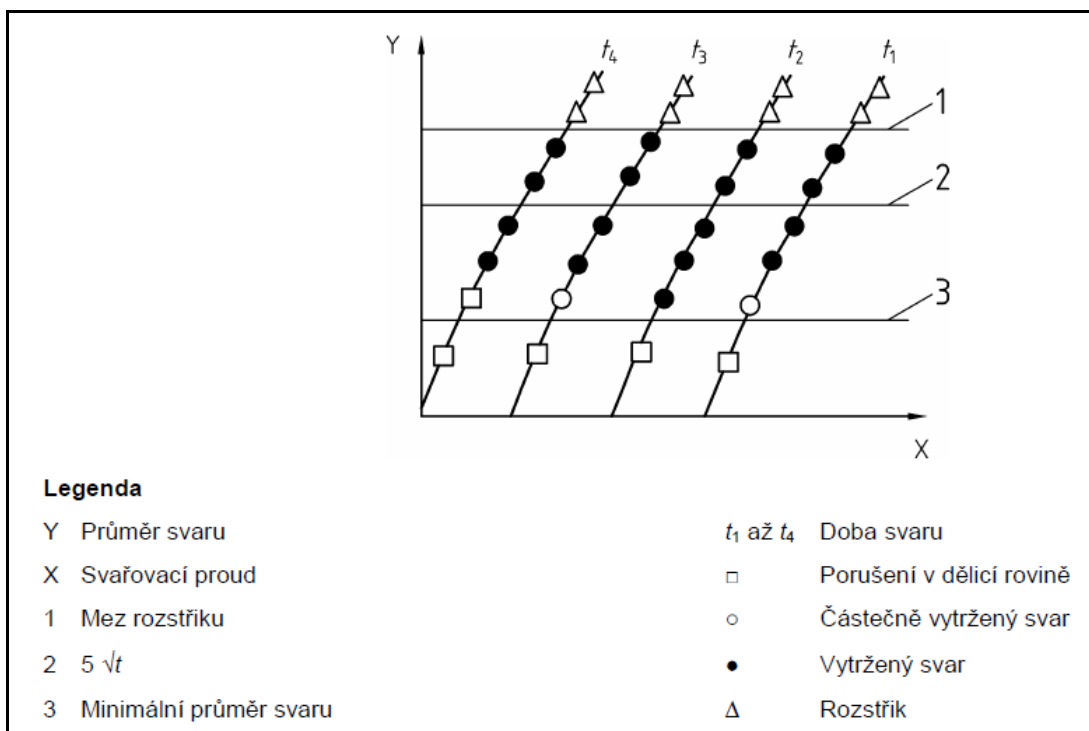 Y
t4
t3
t2
t1
1
2
3
X
Legenda
Y Průměr svaru
t1 až t4 Doba svaru
X Svařovací proud
□ Porušení v dělicí rovině
1 Mez rozstřiku
○ Částečně vytržený svar
2 5 √t
● Vytržený svar
3 Minimální průměr svaru
Δ Rozstřik